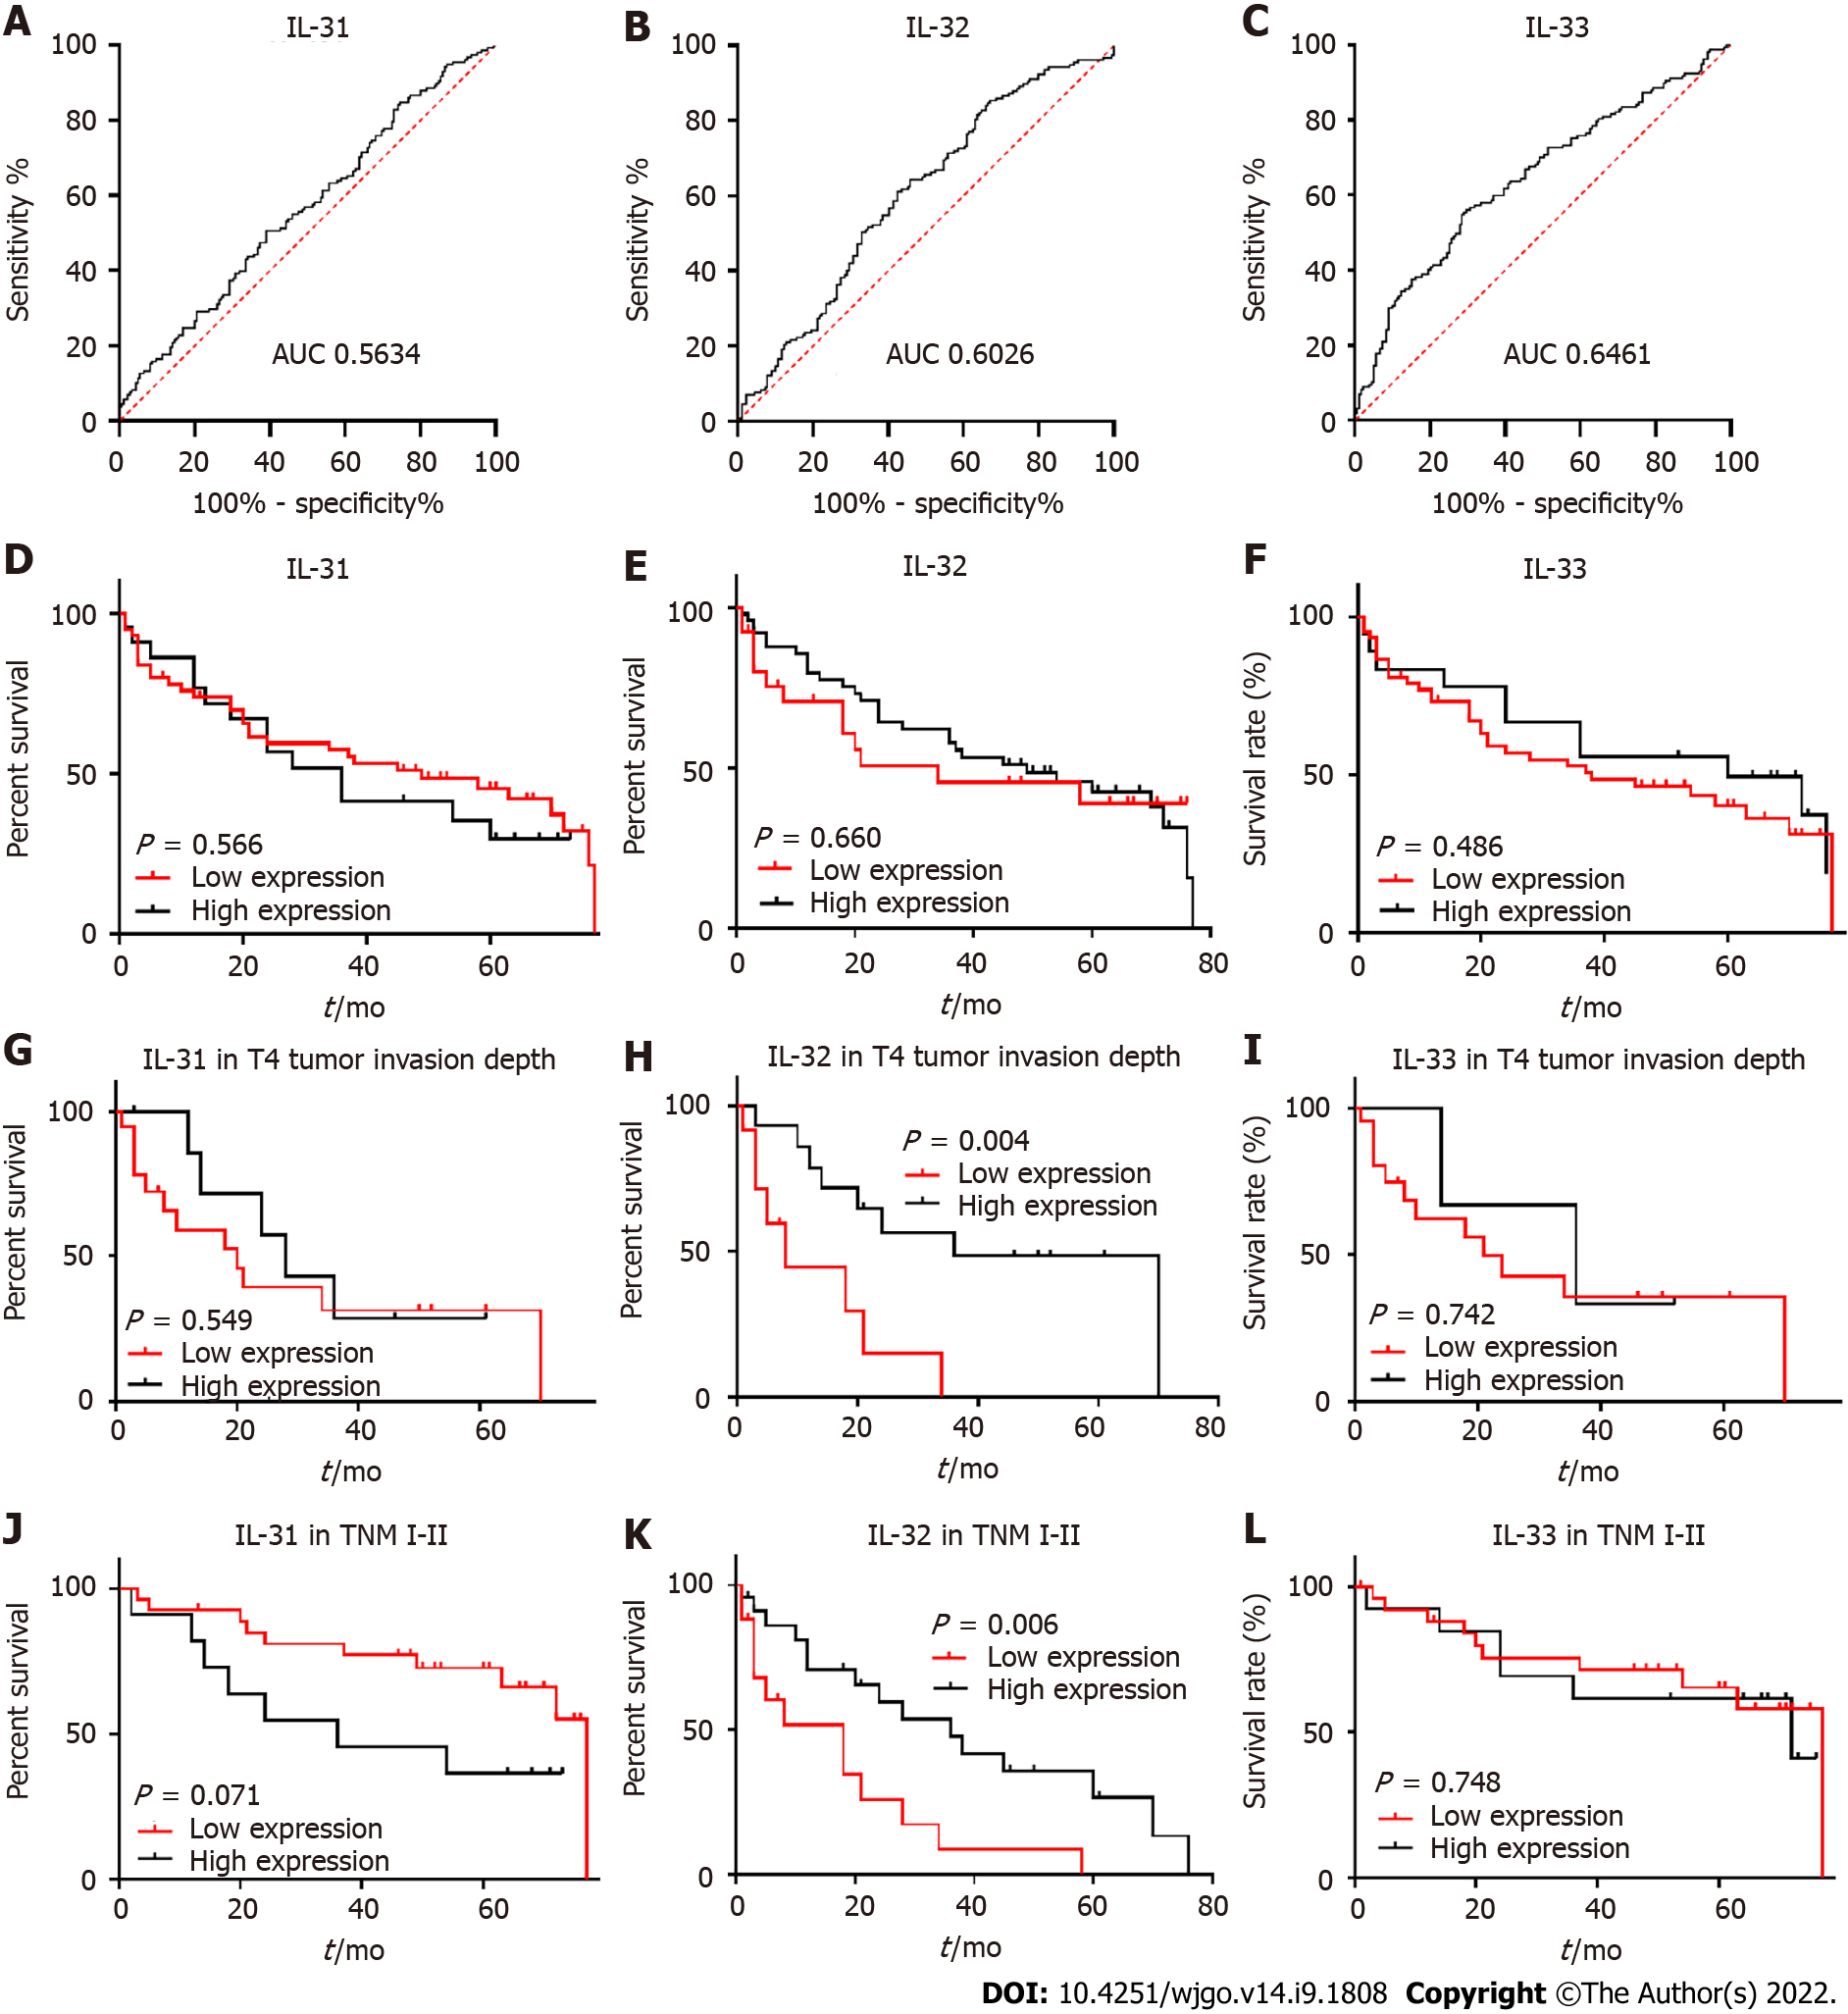 A
IL-31
100
80
60
40
20
0
Sensitivity %
AUC 0.5634
0 20 40 60 80 100
100% - specificity%
B
IL-32
100
80
60
40
20
0
Sensitivity %
AUC 0.6026
0 20 40 60 80 100
100% - specificity%
C
IL-33
100
80
60
40
20
0
Sensitivity %
AUC 0.6461
0 20 40 60 80 100
100% - specificity%
D
IL-31
100
50
0
Percent survival
P = 0.566
Low expression
High expression
0 20 40 60
t/mo
E
IL-32
100
50
0
Percent survival
P = 0.660
Low expression
High expression
0 20 40 60 80
t/mo
F
IL-33
100
50
0
Survival rate (%)
P = 0.486
Low expression
High expression
0 20 40 60
t/mo
G
IL-31 in T4 tumor invasion depth
100
50
0
Percent survival
P = 0.549
Low expression
High expression
0 20 40 60
t/mo
H
IL-32 in T4 tumor invasion depth
100
50
0
Percent survival
P = 0.004
Low expression
High expression
0 20 40 60 80
t/mo
I
IL-33 in T4 tumor invasion depth
100
50
0
Survival rate (%)
P = 0.742
Low expression
High expression
0 20 40 60
t/mo
J
IL-31 in TNM I-II
100
50
0
Percent survival
P = 0.071
Low expression
High expression
0 20 40 60
t/mo
K
IL-32 in TNM I-II
100
50
0
Percent survival
P = 0.006
Low expression
High expression
0 20 40 60 80
t/mo
L
IL-33 in TNM I-II
100
50
0
Survival rate (%)
P = 0.748
Low expression
High expression
0 20 40 60
t/mo
DOI: 10.4251/wjgo.v14.i9.1808 Copyright ©The Author(s) 2022.